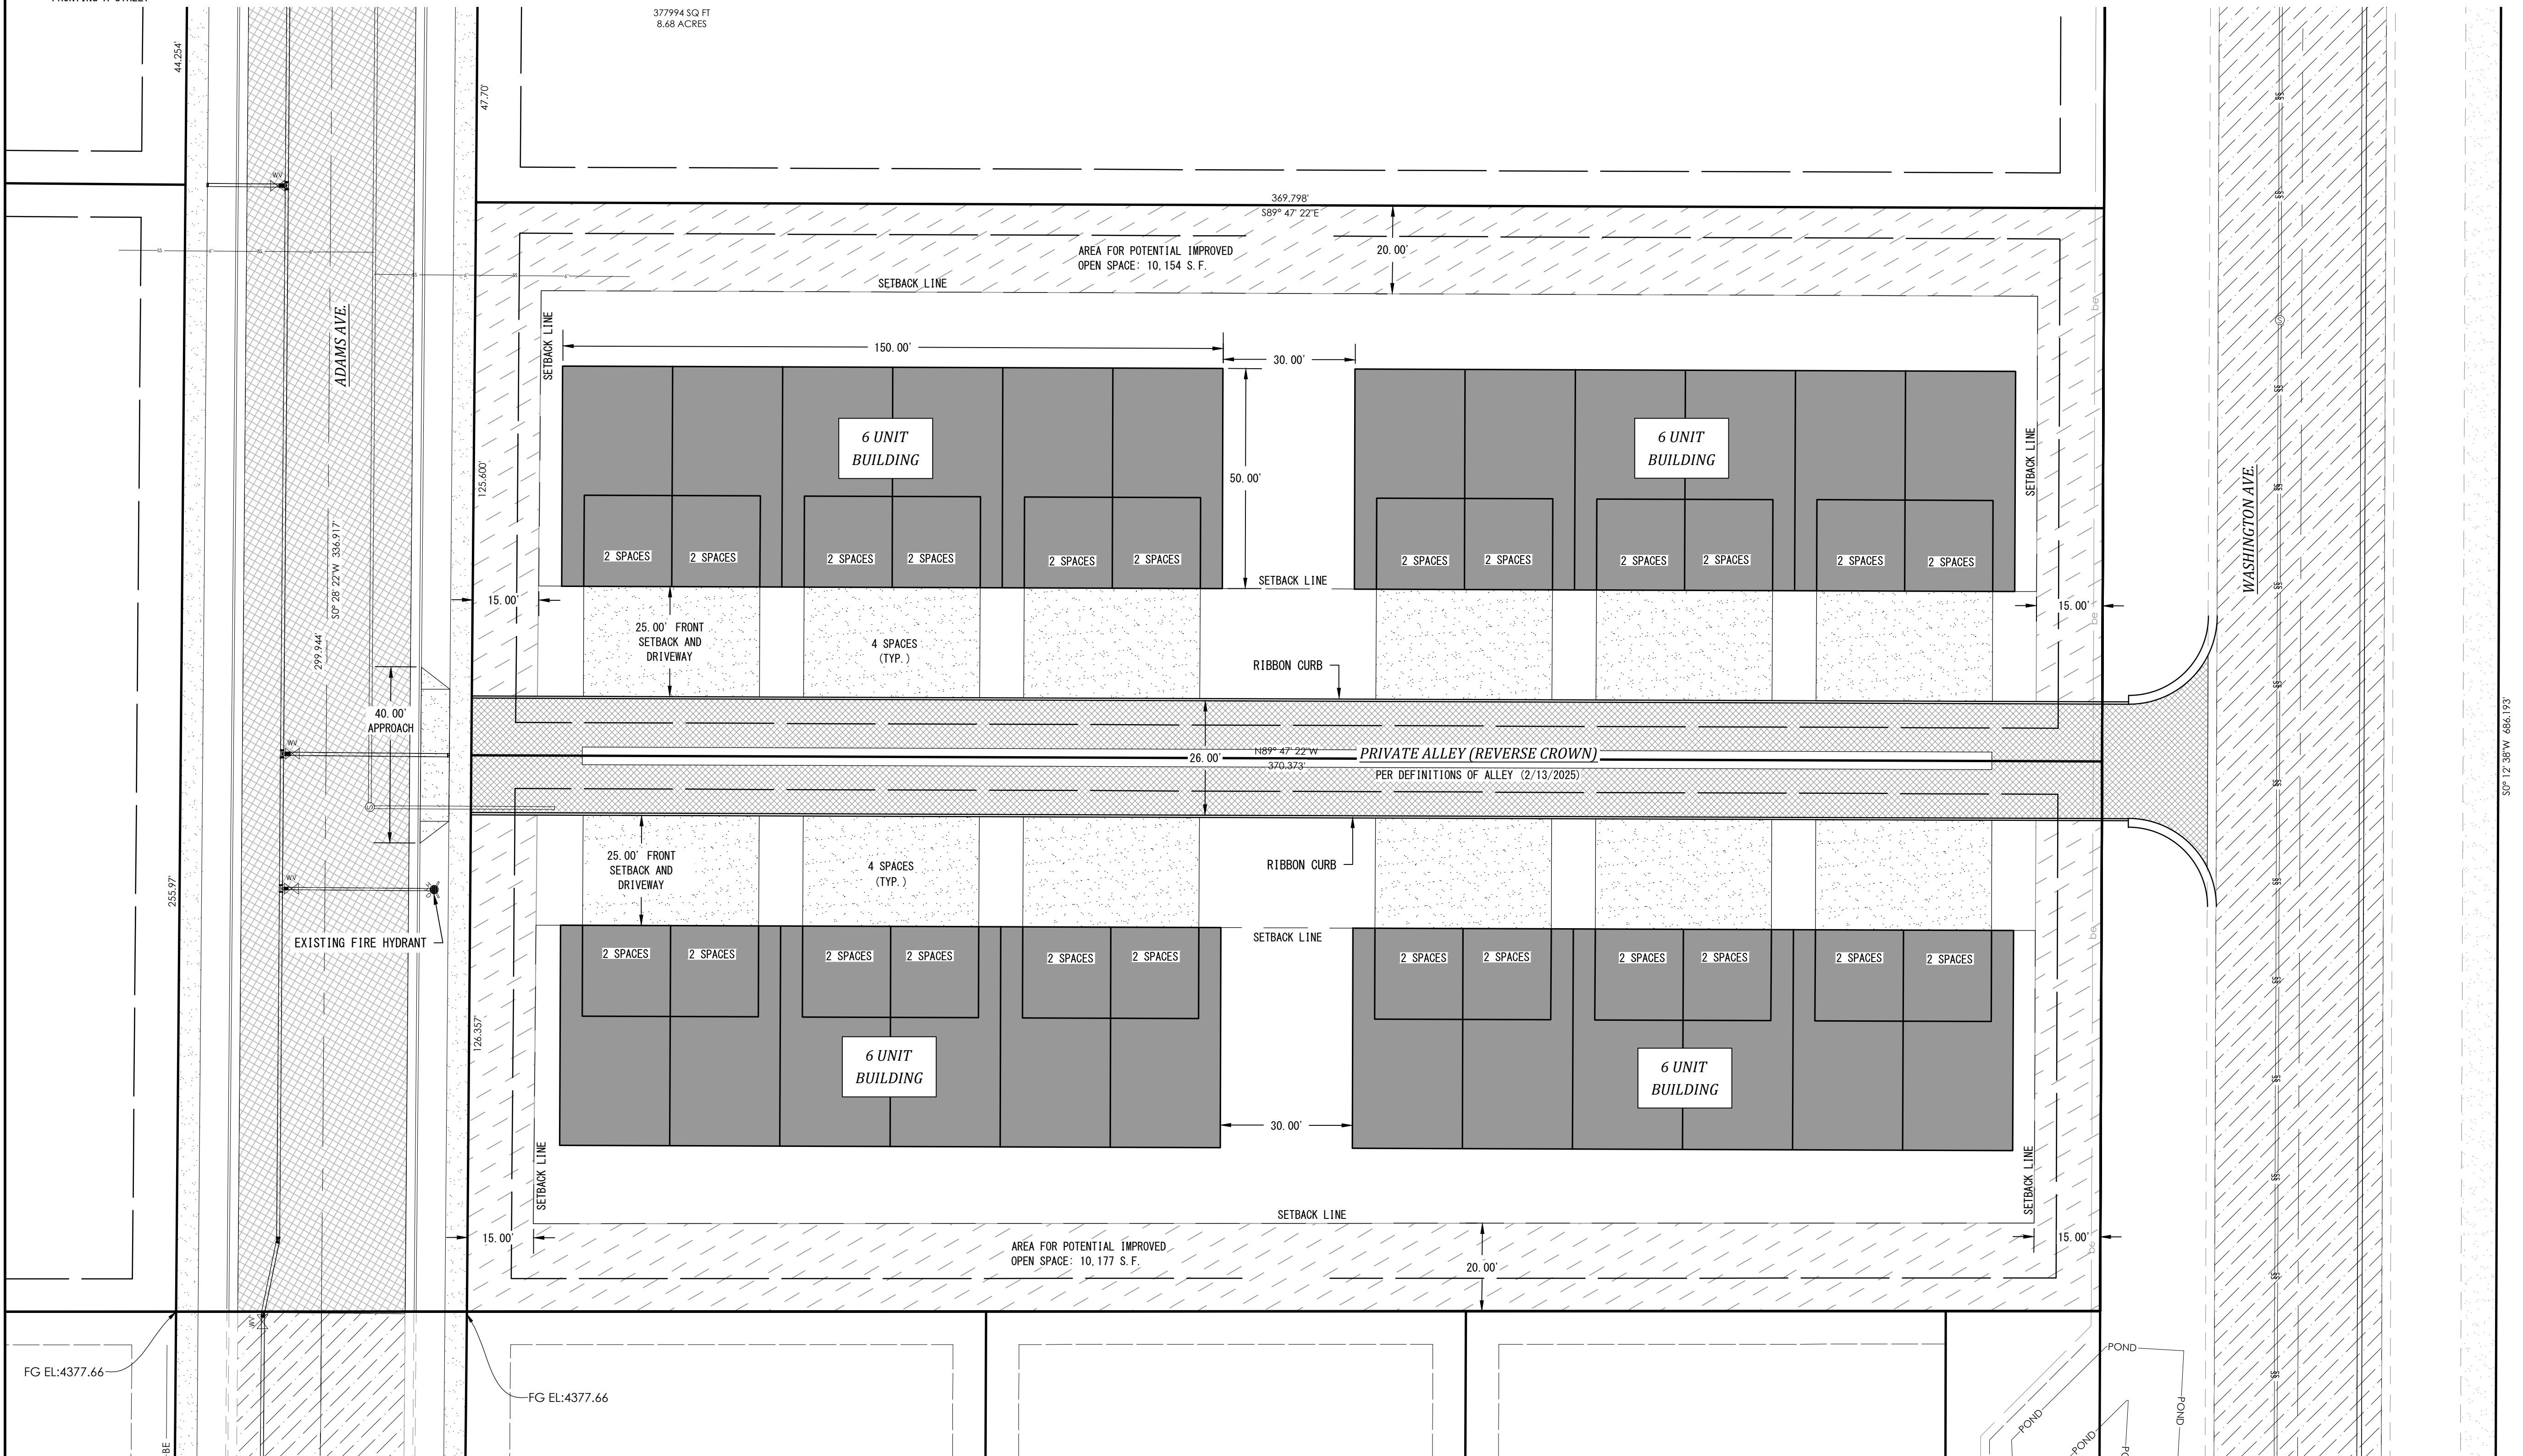 377994 SQ FT
8.68 ACRES
44.254'
47.70'
WV
369.798'
S89° 47' 22"E
20.00'
AREA FOR POTENTIAL IMPROVED
OPEN SPACE: 10,154 S.F.
SETBACK LINE
ADAMS AVE.
SETBACK LINE
150.00'
30.00'
6 UNIT
BUILDING
6 UNIT
BUILDING
50.00'
125.600'
SETBACK LINE
WASHINGTON AVE.
S0° 28' 22"W 336.917'
299.944'
2 SPACES
2 SPACES
2 SPACES
2 SPACES
2 SPACES
2 SPACES
2 SPACES
2 SPACES
2 SPACES
2 SPACES
2 SPACES
2 SPACES
SETBACK LINE
15.00'
15.00'
25.00' FRONT
SETBACK AND
DRIVEWAY
4 SPACES
(TYP.)
RIBBON CURB
40.00'
APPROACH
WV
26.00'
N89° 47' 22"W
370.373'
PRIVATE ALLEY (REVERSE CROWN)
PER DEFINITIONS OF ALLEY (2/13/2025)
S0° 12' 38"W 686.193'
25.00' FRONT
SETBACK AND
DRIVEWAY
4 SPACES
(TYP.)
RIBBON CURB
WV
255.97'
EXISTING FIRE HYDRANT
SETBACK LINE
2 SPACES
2 SPACES
2 SPACES
2 SPACES
2 SPACES
2 SPACES
2 SPACES
2 SPACES
2 SPACES
2 SPACES
2 SPACES
2 SPACES
126.357'
6 UNIT
BUILDING
6 UNIT
BUILDING
30.00'
SETBACK LINE
SETBACK LINE
SETBACK LINE
15.00'
15.00'
AREA FOR POTENTIAL IMPROVED
OPEN SPACE: 10,177 S.F.
20.00'
WV
FG EL:4377.66
FG EL:4377.66
POND
POND
POND
POND
BE